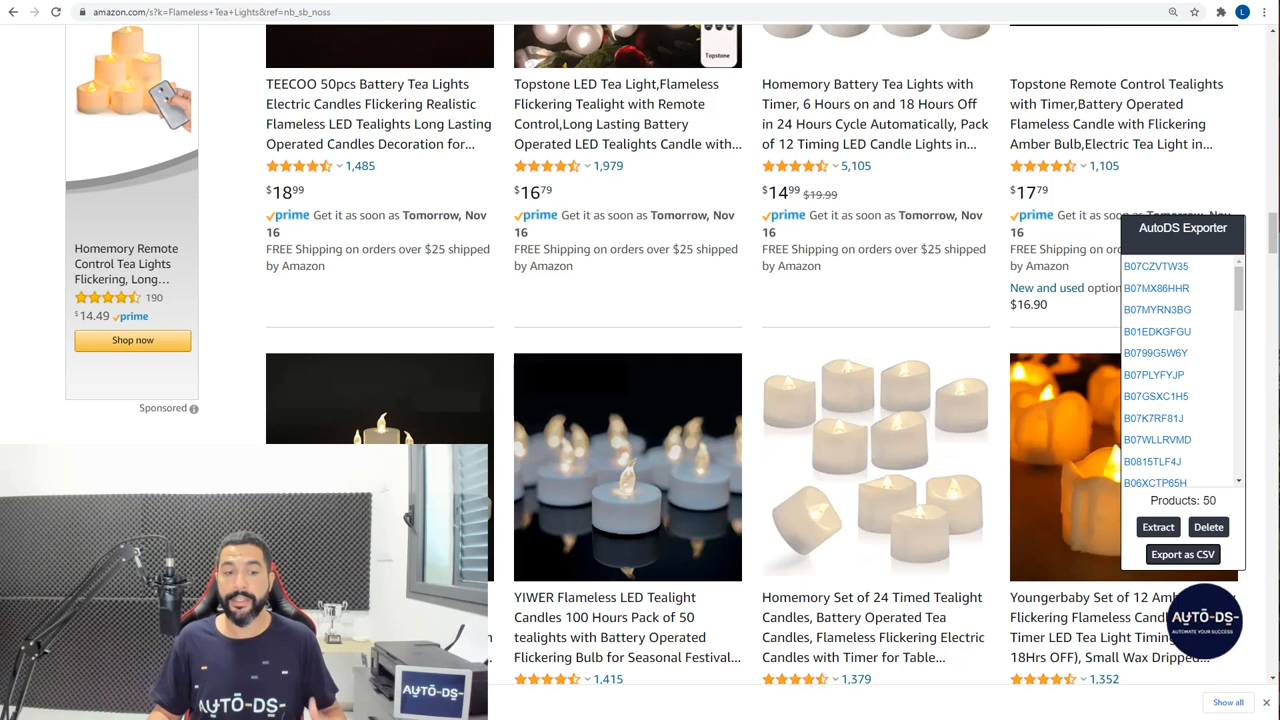 amazon.com/s?k=Flameless+Tea+Lights&ref=nb_sb_noss
L
Homemory Remote
Control Tea Lights
Flickering, Long...
190
$14.49 prime
Shop now
Sponsored
TEECOO 50pcs Battery Tea Lights
Electric Candles Flickering Realistic
Flameless LED Tealights Long Lasting
Operated Candles Decoration for...
1,485
$18 99
prime Get it as soon as Tomorrow, Nov
16
FREE Shipping on orders over $25 shipped
by Amazon
Topstone
Topstone LED Tea Light,Flameless
Flickering Tealight with Remote
Control,Long Lasting Battery
Operated LED Tealights Candle with...
1,979
$16 79
prime Get it as soon as Tomorrow, Nov
16
FREE Shipping on orders over $25 shipped
by Amazon
Homemory Battery Tea Lights with
Timer, 6 Hours on and 18 Hours Off
in 24 Hours Cycle Automatically, Pack
of 12 Timing LED Candle Lights in...
5,105
$14 99 $19.99
prime Get it as soon as Tomorrow, Nov
16
FREE Shipping on orders over $25 shipped
by Amazon
Topstone Remote Control Tealights
with Timer,Battery Operated
Flameless Candle with Flickering
Amber Bulb,Electric Tea Light in...
1,105
$17 79
prime Get it as soon as Tomorrow, Nov
16
FREE Shipping on
by Amazon
New and used option
$16.90
AutoDS Exporter
B07CZVTW35
B07MX86HHR
B07MYRN3BG
B01EDKGFGU
B0799G5W6Y
B07PLYFYJP
B07GSXC1H5
B07K7RF81J
B07WLLRVMD
B0815TLF4J
B06XCTP65H
Products: 50
Extract Delete
Export as CSV
AUTO-DS-
AUTOMATE YOUR SUCCESS
YIWER Flameless LED Tealight
Candles 100 Hours Pack of 50
tealights with Battery Operated
Flickering Bulb for Seasonal Festival...
1,415
Homemory Set of 24 Timed Tealight
Candles, Battery Operated Tea
Candles, Flameless Flickering Electric
Candles with Timer for Table...
1,379
Youngerbaby Set of 12 Am
Flickering Flameless Cand
Timer LED Tea Light Timing
18Hrs OFF), Small Wax Dripped...
1,352
AUTO-DS-
AUTO-DS-
Show all